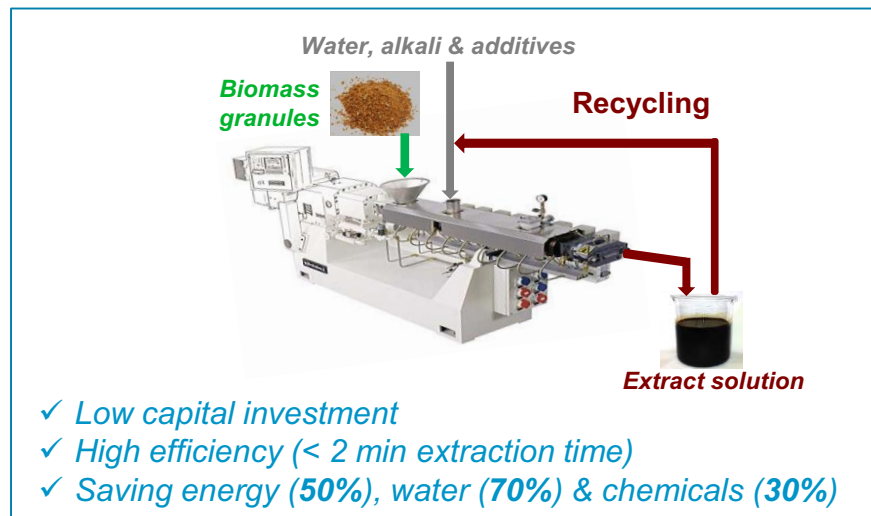 Water, alkali & additives
Biomass
granules
Recycling
Extract solution
✓ Low capital investment
✓ High efficiency (< 2 min extraction time)
✓ Saving energy (50%), water (70%) & chemicals (30%)